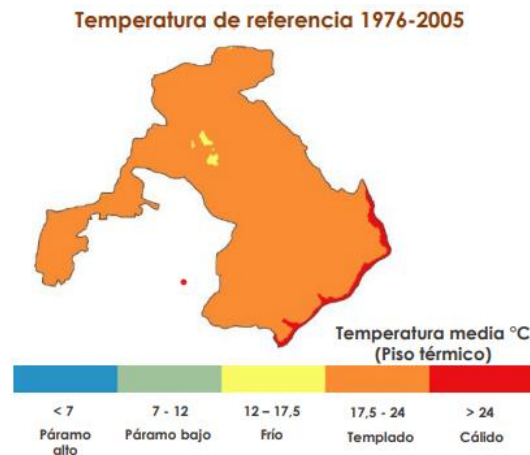 Temperatura de referencia 1976-2005
Temperatura media °C
(Piso térmico)
< 7
7 - 12
12 – 17,5
17,5 - 24
> 24
Páramo alto
Páramo bajo
Frío
Templado
Cálido